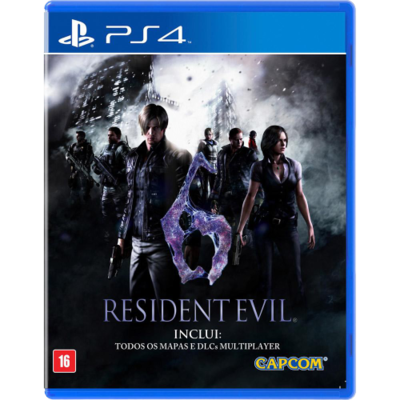 PS4
6
RESIDENT EVIL
INCLUI:
TODOS OS MAPAS E DLCs MULTIPLAYER
16
CAPCOM